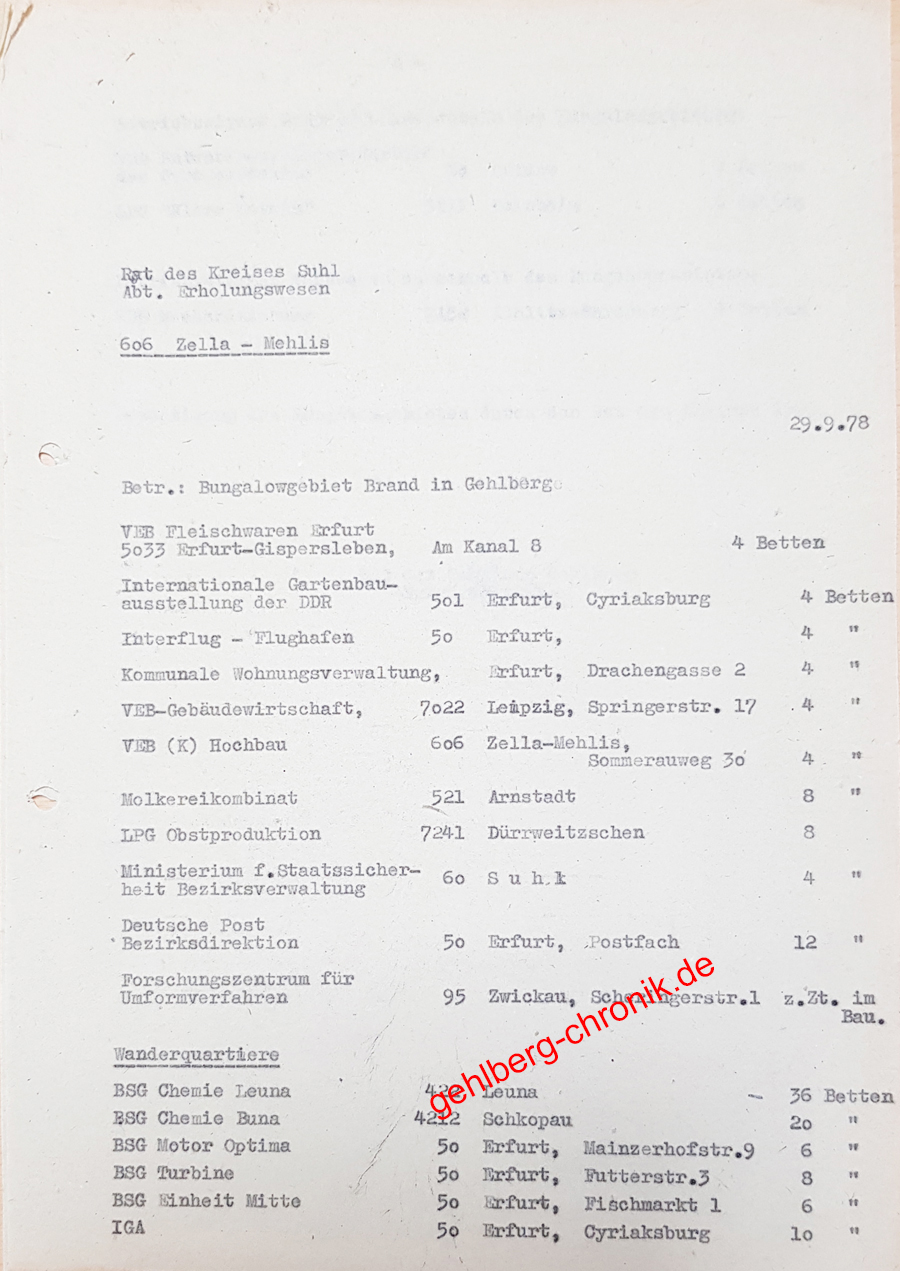 Rat des Kreises Suhl
Abt. Erholungswesen
606 Zella - Mehlis
29.9.78
Betr.: Bungalowgebiet Brand in Gehlberg
VEB Fleischwaren Erfurt
5033 Erfurt-Gispersleben, Am Kanal 8 4 Betten
Internationale Gartenbau-
ausstellung der DDR 501 Erfurt, Cyriaksburg 4 Betten
Interflug - Flughafen 50 Erfurt, 4 "
Kommunale Wohnungsverwaltung, Erfurt, Drachengasse 2 4 "
VEB-Gebäudewirtschaft, 7022 Leipzig, Springerstr. 17 4 "
VEB (K) Hochbau 606 Zella-Mehlis,
Sommerauweg 30 4 "
Molkereikombinat 521 Arnstadt 8 "
LPG Obstproduktion 7241 Dürrweitzschen 8
Ministerium f.Staatssicher-
heit Bezirksverwaltung 60 S u h l 4 "
Deutsche Post
Bezirksdirektion 50 Erfurt, Postfach 12 "
Forschungszentrum für
Umformverfahren 95 Zwickau, Scheringerstr.1 z.Zt. im
Bau.
Wanderquartiere
BSG Chemie Leuna 422 Leuna - 36 Betten
BSG Chemie Buna 4212 Schkopau 20 "
BSG Motor Optima 50 Erfurt, Mainzerhofstr.9 6 "
BSG Turbine 50 Erfurt, Futterstr.3 8 "
BSG Einheit Mitte 50 Erfurt, Fischmarkt 1 6 "
IGA 50 Erfurt, Cyriaksburg 10 "
gehlberg-chronik.de